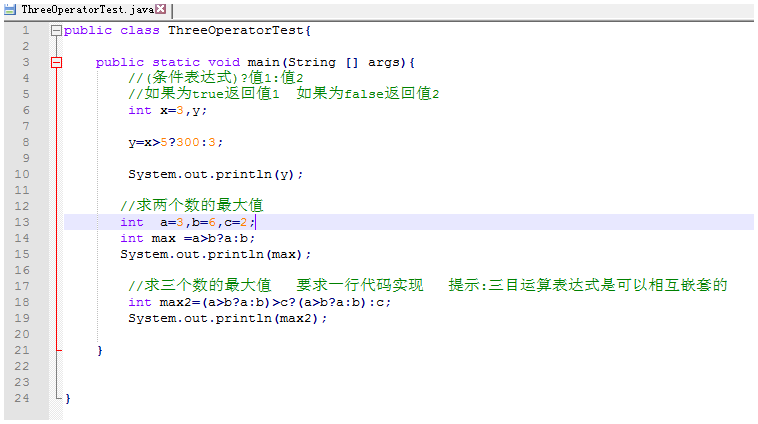 ThreeOperatorTest.java
1 public class ThreeOperatorTest{
2
3 public static void main(String [] args){
4 //(条件表达式)?值1:值2
5 //如果为true返回值1 如果为false返回值2
6 int x=3,y;
7
8 y=x>5?300:3;
9
10 System.out.println(y);
11
12 //求两个数的最大值
13 int a=3,b=6,c=2;
14 int max =a>b?a:b;
15 System.out.println(max);
16
17 //求三个数的最大值 要求一行代码实现 提示:三目运算表达式是可以相互嵌套的
18 int max2=(a>b?a:b)>c?(a>b?a:b):c;
19 System.out.println(max2);
20
21 }
22
23
24 }